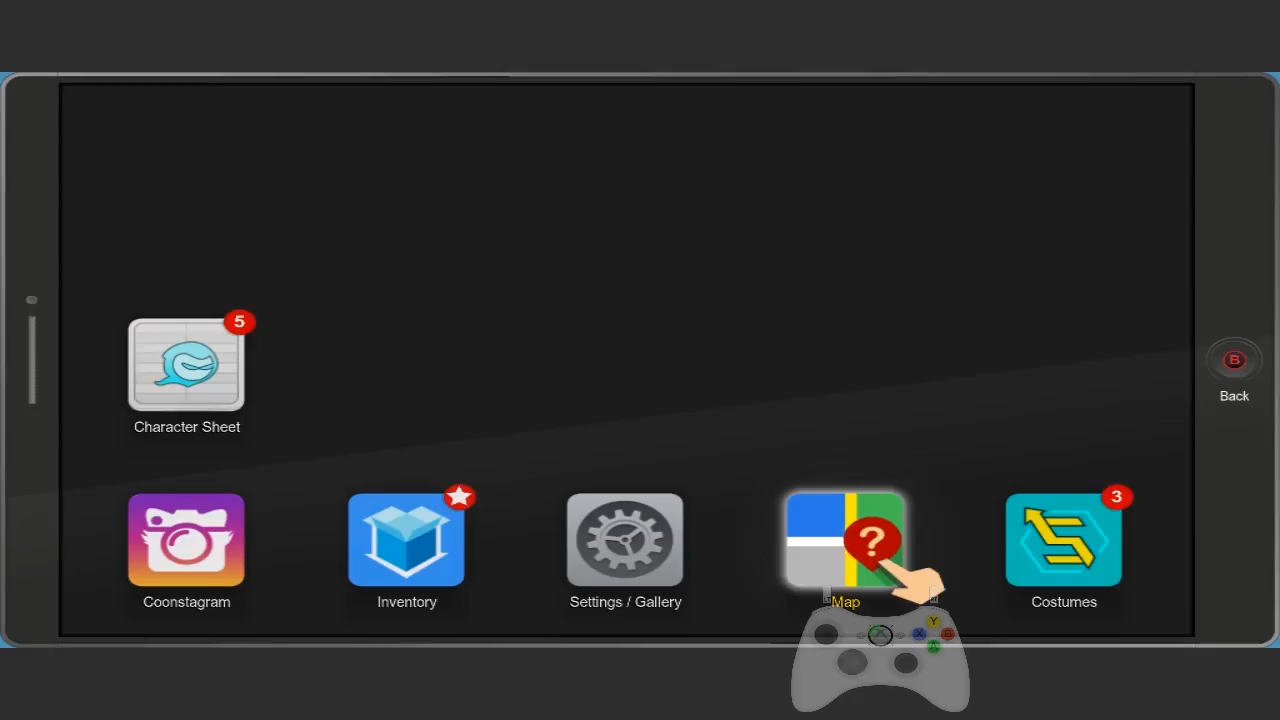 5
Character Sheet
B
Back
3
?
Coonstagram
Inventory
Settings / Gallery
Map
Costumes
Y
X
B
A